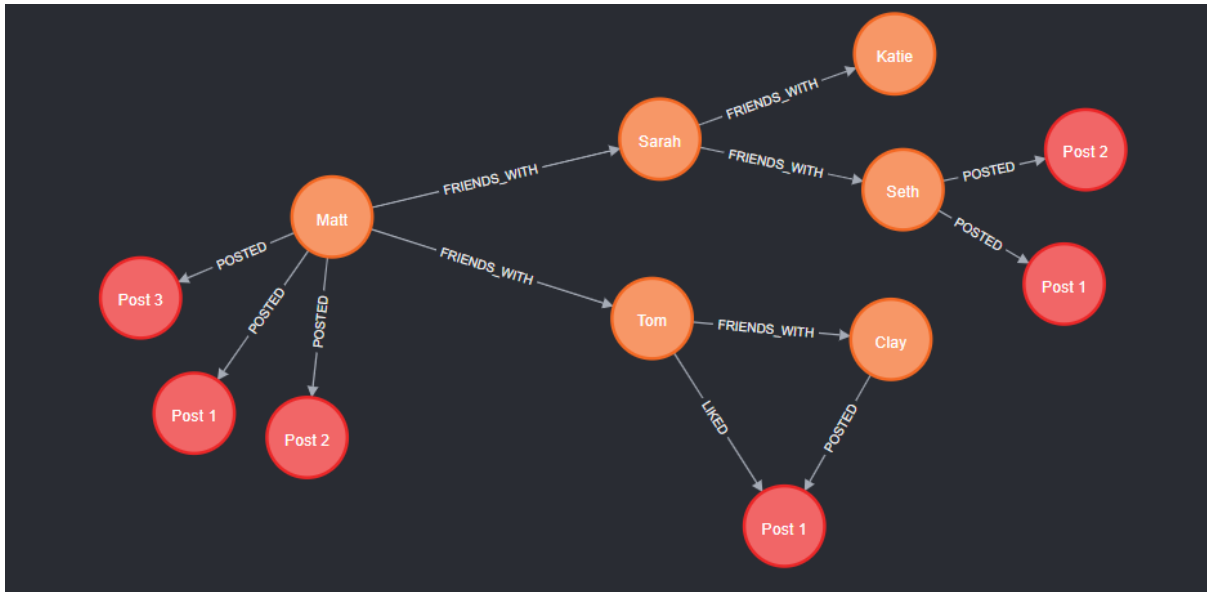 Katie
FRIENDS_WITH
Sarah
FRIENDS_WITH
Post 2
POSTED
Seth
FRIENDS_WITH
Matt
POSTED
POSTED
FRIENDS_WITH
Post 3
Post 1
POSTED
POSTED
Tom
FRIENDS_WITH
Clay
LIKED
POSTED
Post 1
Post 2
Post 1